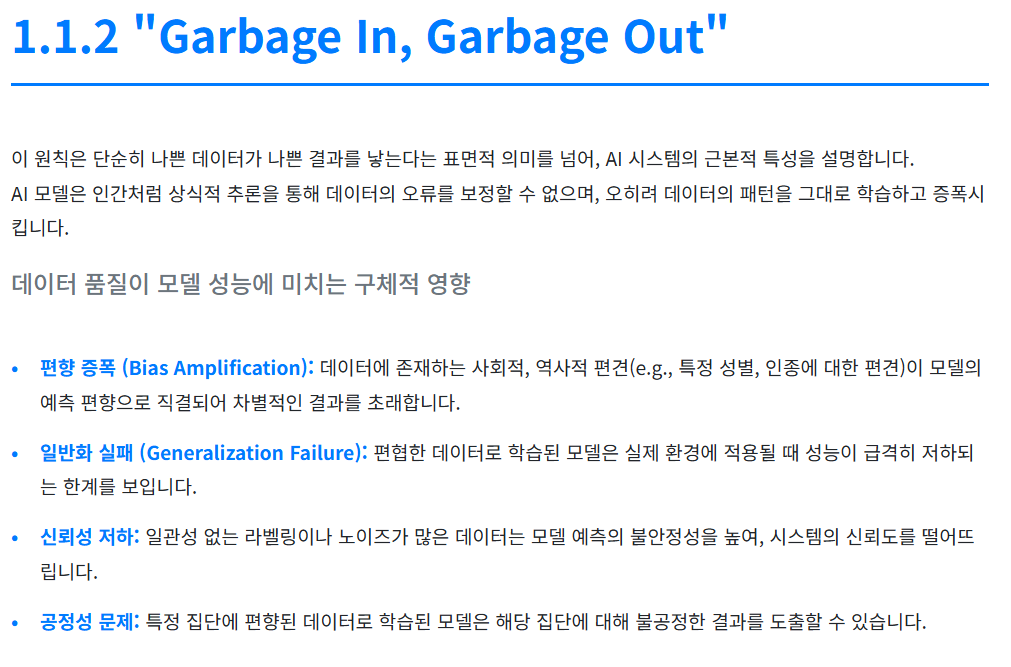 1.1.2 "Garbage In, Garbage Out"
이 원칙은 단순히 나쁜 데이터가 나쁜 결과를 낳는다는 표면적 의미를 넘어, AI 시스템의 근본적 특성을 설명합니다.
AI 모델은 인간처럼 상식적 추론을 통해 데이터의 오류를 보정할 수 없으며, 오히려 데이터의 패턴을 그대로 학습하고 증폭시
킵니다.
데이터 품질이 모델 성능에 미치는 구체적 영향
• 편향 증폭 (Bias Amplification): 데이터에 존재하는 사회적, 역사적 편견(e.g., 특정 성별, 인종에 대한 편견)이 모델의
예측 편향으로 직결되어 차별적인 결과를 초래합니다.
• 일반화 실패 (Generalization Failure): 편협한 데이터로 학습된 모델은 실제 환경에 적용될 때 성능이 급격히 저하되
는 한계를 보입니다.
• 신뢰성 저하: 일관성 없는 라벨링이나 노이즈가 많은 데이터는 모델 예측의 불안정성을 높여, 시스템의 신뢰도를 떨어뜨
립니다.
• 공정성 문제: 특정 집단에 편향된 데이터로 학습된 모델은 해당 집단에 대해 불공정한 결과를 도출할 수 있습니다.